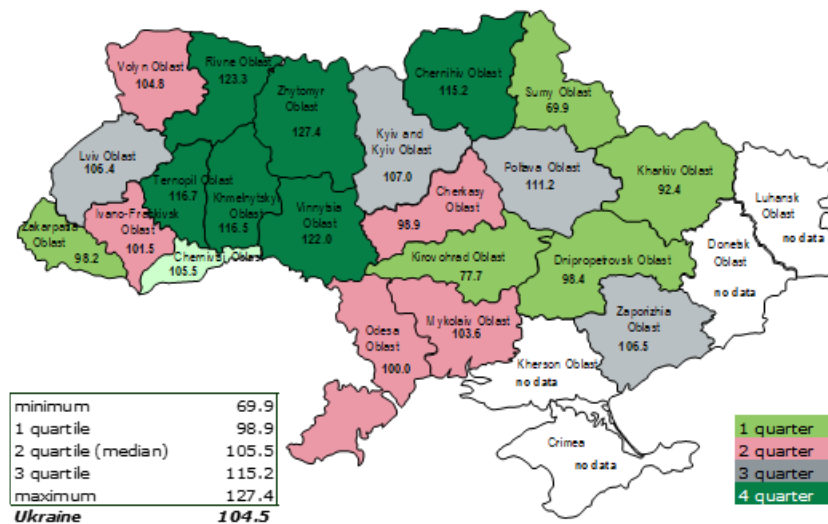 Volyn Oblast
104.8
Rivne Oblast
123.3
Zhytomyr
Oblast
127.4
Chernihiv Oblast
115.2
Sumy Oblast
69.9
Kyiv and
Kyiv Oblast
107.0
Lviv Oblast
106.4
Ternopil Oblast
116.7
Khmelnytskyi
Oblast
116.5
Vinnytsia
Oblast
122.0
Cherkasy
Oblast
98.9
Poltava Oblast
111.2
Kharkiv Oblast
92.4
Luhansk
Oblast
no data
Donetsk
Oblast
no data
Zakarpattia
Oblast
98.2
Ivano-Frankivsk
Oblast
101.5
Chernivtsi Oblast
105.5
Kirovohrad Oblast
77.7
Dnipropetrovsk Oblast
98.4
Zaporizhia
Oblast
106.5
Odesa
Oblast
100.0
Mykolaiv Oblast
103.6
Kherson Oblast
no data
Crimea
no data
minimum 69.9
1 quartile 98.9
2 quartile (median) 105.5
3 quartile 115.2
maximum 127.4
Ukraine 104.5
1 quarter
2 quarter
3 quarter
4 quarter